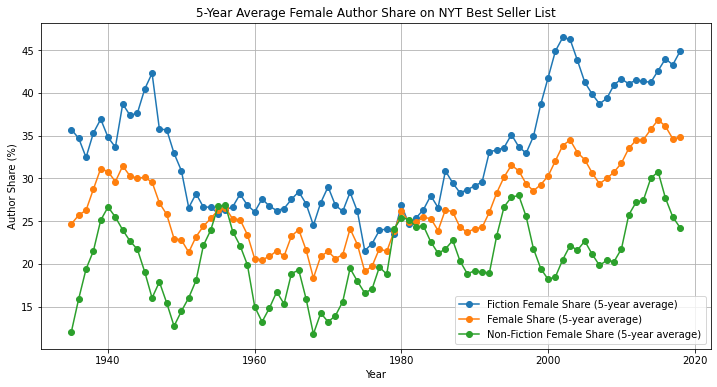 5-Year Average Female Author Share on NYT Best Seller List
Author Share (%)
45
40
35
30
25
20
15
1940
1960
1980
2000
2020
Year
Fiction Female Share (5-year average)
Female Share (5-year average)
Non-Fiction Female Share (5-year average)